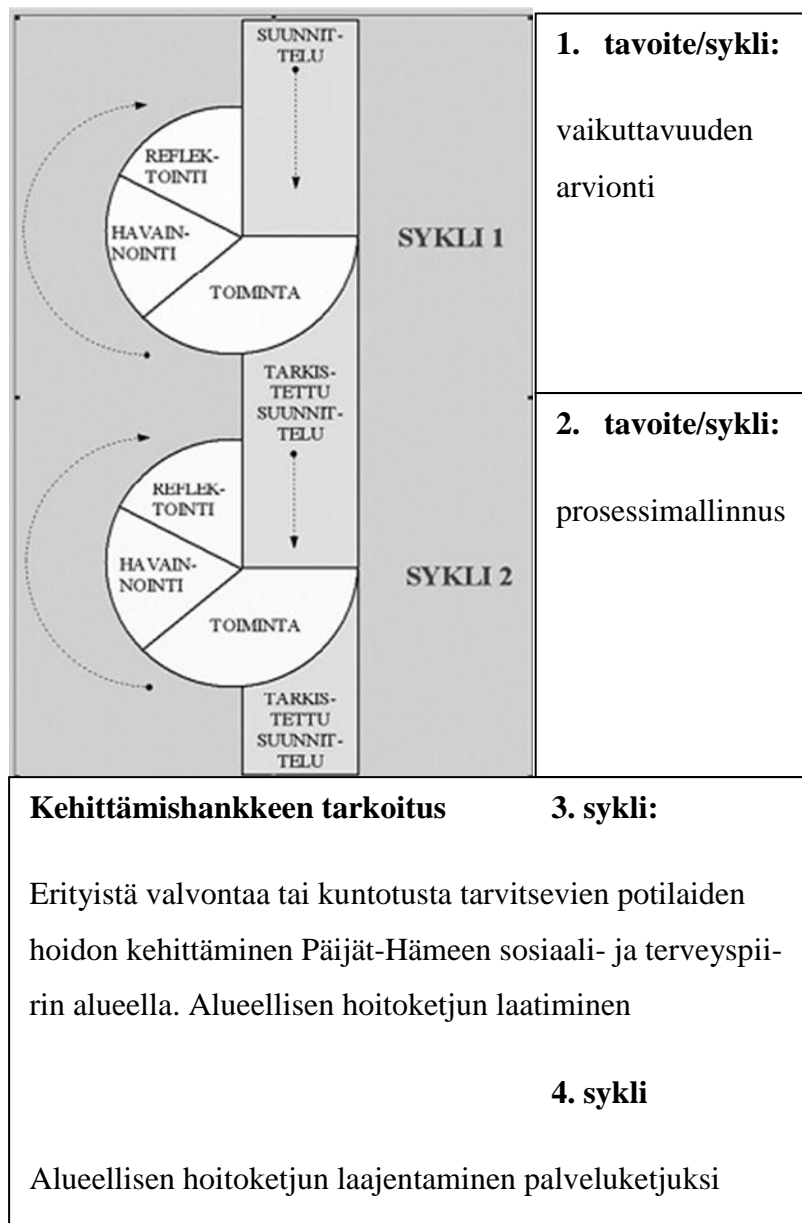 SUUNNIT-
TELU
REFLEK-
TOINTI
HAVAIN-
NOINTI
TOIMINTA
SYKLI 1
1. tavoite/sykli:
vaikuttavuuden
arvionti
TARKIS-
TETTU
SUUNNIT-
TELU
REFLEK-
TOINTI
HAVAIN-
NOINTI
TOIMINTA
SYKLI 2
TARKIS-
TETTU
SUUNNIT-
TELU
2. tavoite/sykli:
prosessimallinnus
Kehittämishankkeen tarkoitus 3. sykli:
Erityistä valvontaa tai kuntotusta tarvitsevien potilaiden
hoidon kehittäminen Päijät-Hämeen sosiaali- ja terveyspii-
rin alueella. Alueellisen hoitoketjun laatiminen
4. sykli
Alueellisen hoitoketjun laajentaminen palveluketjuksi